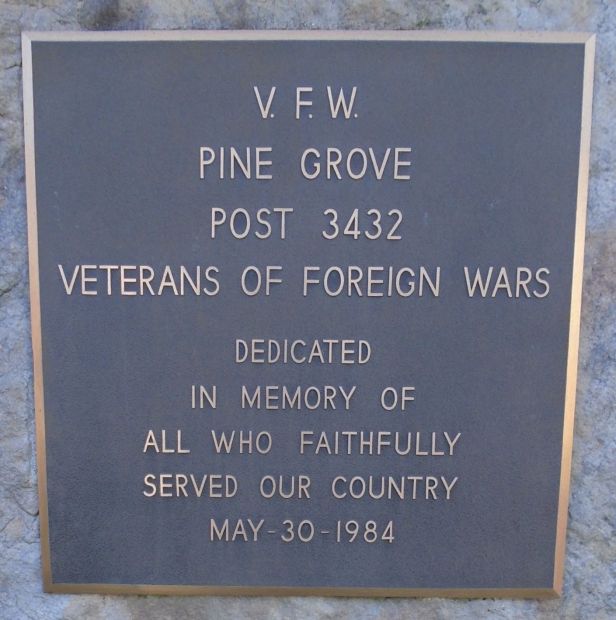 V. F. W.
PINE GROVE
POST 3432
VETERANS OF FOREIGN WARS
DEDICATED
IN MEMORY OF
ALL WHO FAITHFULLY
SERVED OUR COUNTRY
MAY-30-1984